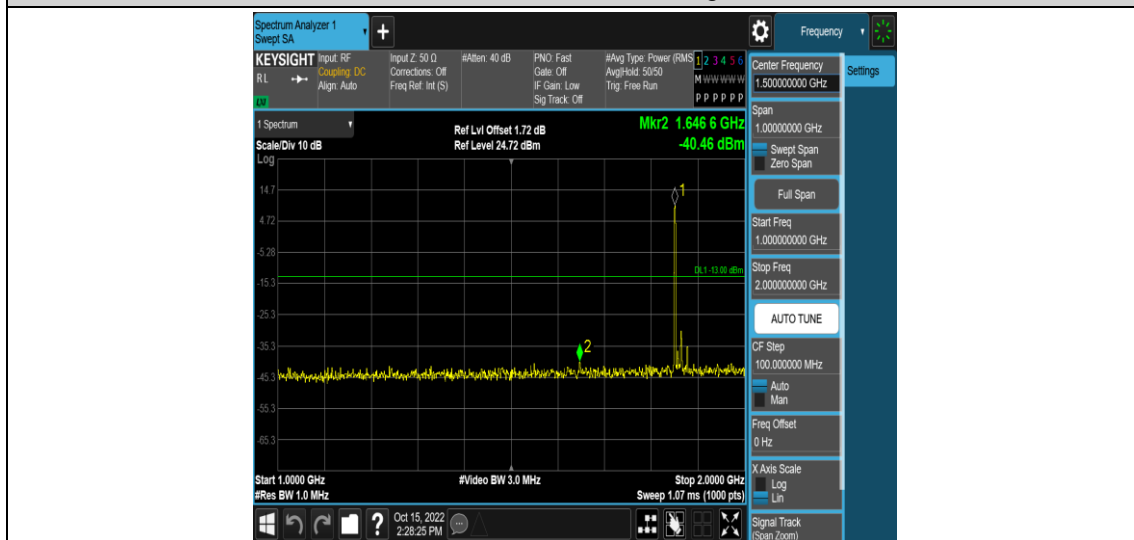 Spectrum Analyzer 1
Swept SA
Frequency
KEYSIGHT
RL
LXI
Input: RF
Coupling: DC
Align: Auto
Input Z: 50 Ω
Corrections: Off
Freq Ref: Int (S)
#Atten: 40 dB
PNO: Fast
Gate: Off
IF Gain: Low
Sig Track: Off
#Avg Type: Power (RMS
Avg|Hold: 50/50
Trig: Free Run
1 2 3 4 5 6
M W W W W W
P P P P P P
1 Spectrum
Scale/Div 10 dB
Log
Ref Lvl Offset 1.72 dB
Ref Level 24.72 dBm
Mkr2 1.646 6 GHz
-40.46 dBm
14.7
4.72
-5.28
-15.3
-25.3
-35.3
-45.3
-55.3
-65.3
1
DL1 -13.00 dBm
2
Start 1.0000 GHz
#Res BW 1.0 MHz
#Video BW 3.0 MHz
Stop 2.0000 GHz
Sweep 1.07 ms (1000 pts)
Oct 15, 2022
2:28:25 PM
Center Frequency
1.500000000 GHz
Settings
Span
1.00000000 GHz
Swept Span
Zero Span
Full Span
Start Freq
1.000000000 GHz
Stop Freq
2.000000000 GHz
AUTO TUNE
CF Step
100.000000 MHz
Auto
Man
Freq Offset
0 Hz
X Axis Scale
Log
Lin
Signal Track
(Span Zoom)